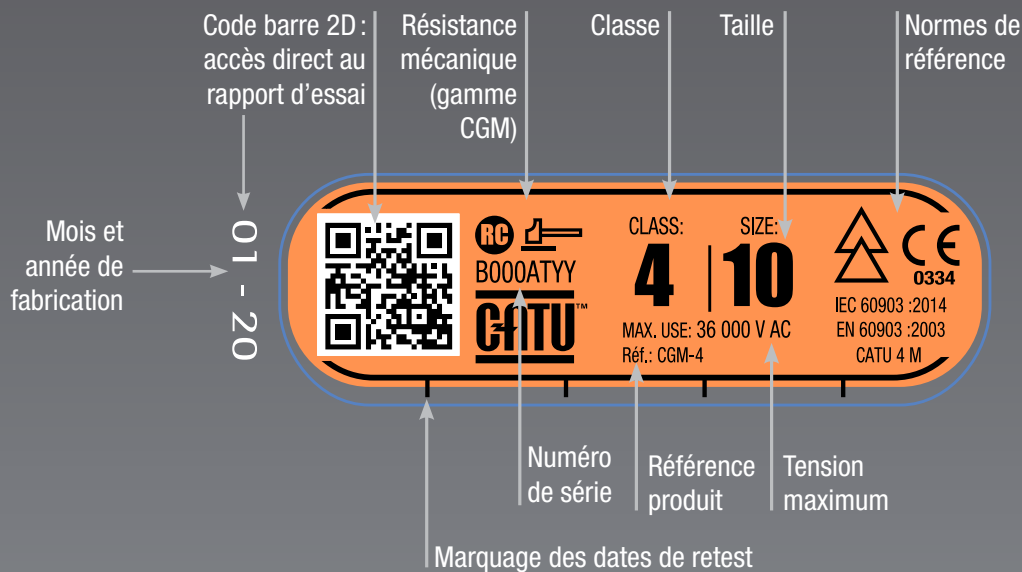 Code barre 2D :
accès direct au
rapport d'essai
Résistance
mécanique
(gamme
CGM)
Classe
Taille
Normes de
référence
Mois et
année de
fabrication
01 - 20
RC
B000ATYY
CATU™
CLASS:
4
SIZE:
10
MAX. USE: 36 000 V AC
Réf.: CGM-4
CE
0334
IEC 60903 :2014
EN 60903 :2003
CATU 4 M
Numéro
de série
Référence
produit
Tension
maximum
Marquage des dates de retest